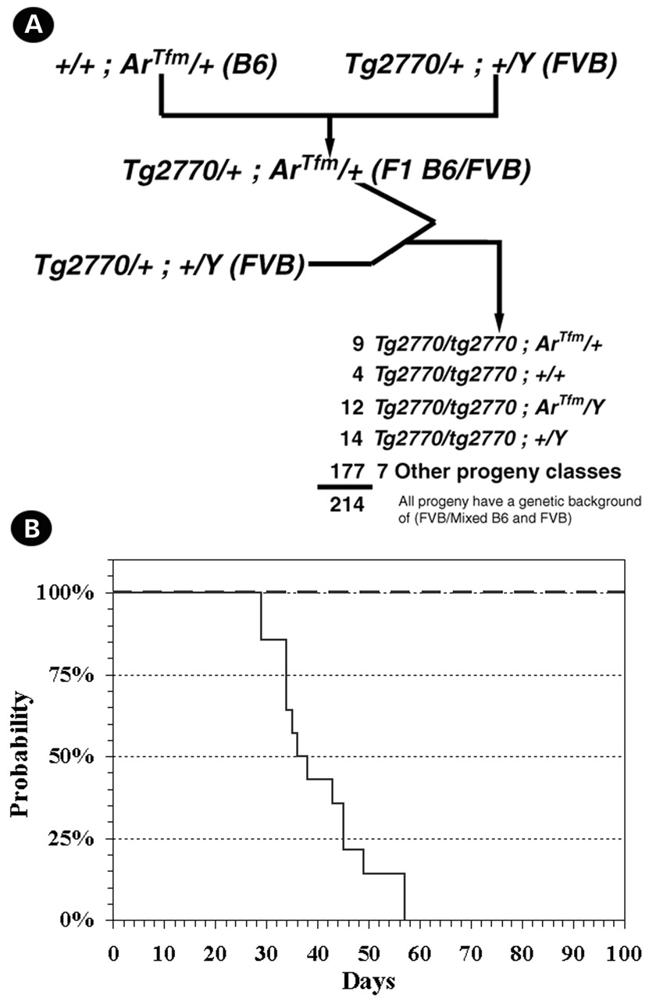 A
+/+ ; ArTfm/+ (B6) Tg2770/+ ; +/Y (FVB)
Tg2770/+ ; ArTfm/+ (F1 B6/FVB)
Tg2770/+ ; +/Y (FVB)
9 Tg2770/tg2770 ; ArTfm/+
4 Tg2770/tg2770 ; +/+
12 Tg2770/tg2770 ; ArTfm/Y
14 Tg2770/tg2770 ; +/Y
177 7 Other progeny classes
214 All progeny have a genetic background
of (FVB/Mixed B6 and FVB)
B
100%
75%
50%
25%
0%
Probability
0 10 20 30 40 50 60 70 80 90 100
Days